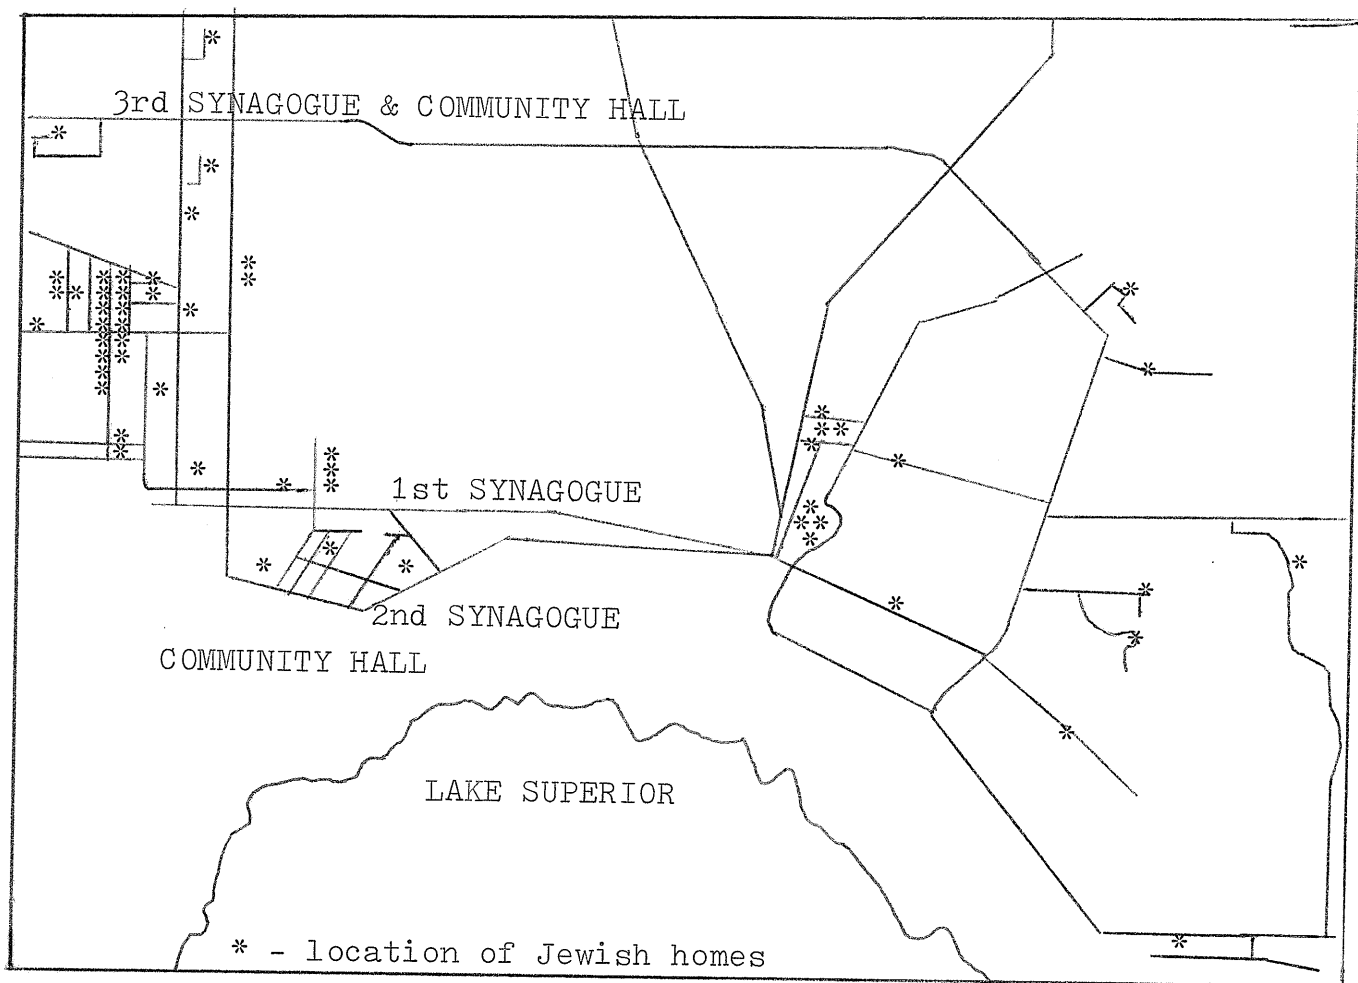 3rd SYNAGOGUE & COMMUNITY HALL
1st SYNAGOGUE
2nd SYNAGOGUE
COMMUNITY HALL
LAKE SUPERIOR
* - location of Jewish homes